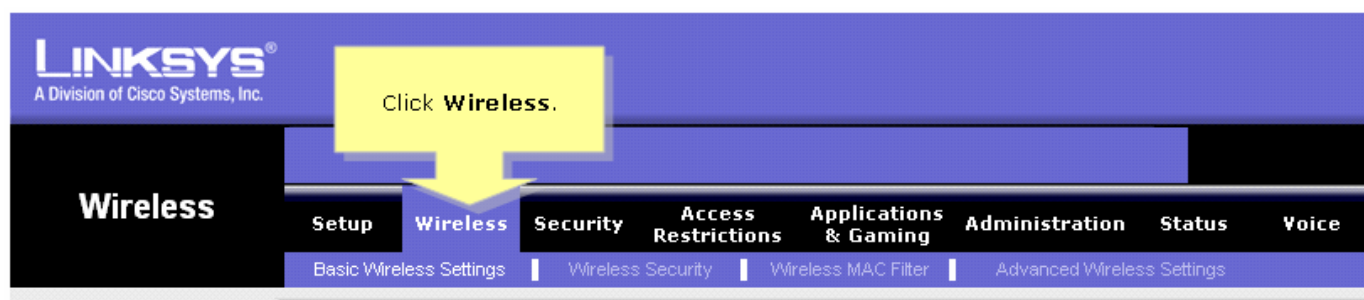 LINKSYS®
A Division of Cisco Systems, Inc.
Click Wireless.
Wireless
Setup Wireless Security Access Restrictions Applications & Gaming Administration Status Voice
Basic Wireless Settings Wireless Security Wireless MAC Filter Advanced Wireless Settings